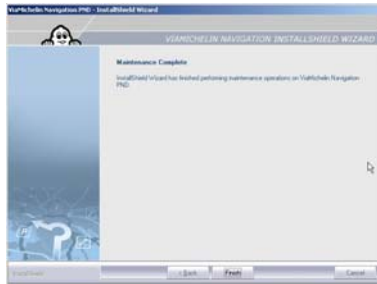 ViaMichelin Navigation PND - InstallShield Wizard
VIAMICHELIN NAVIGATION INSTALLSHIELD WIZARD
Maintenance Complete
InstallShield Wizard has finished performing maintenance operations on ViaMichelin Navigation
PND.
InstallShield
< Back
Finish
Cancel